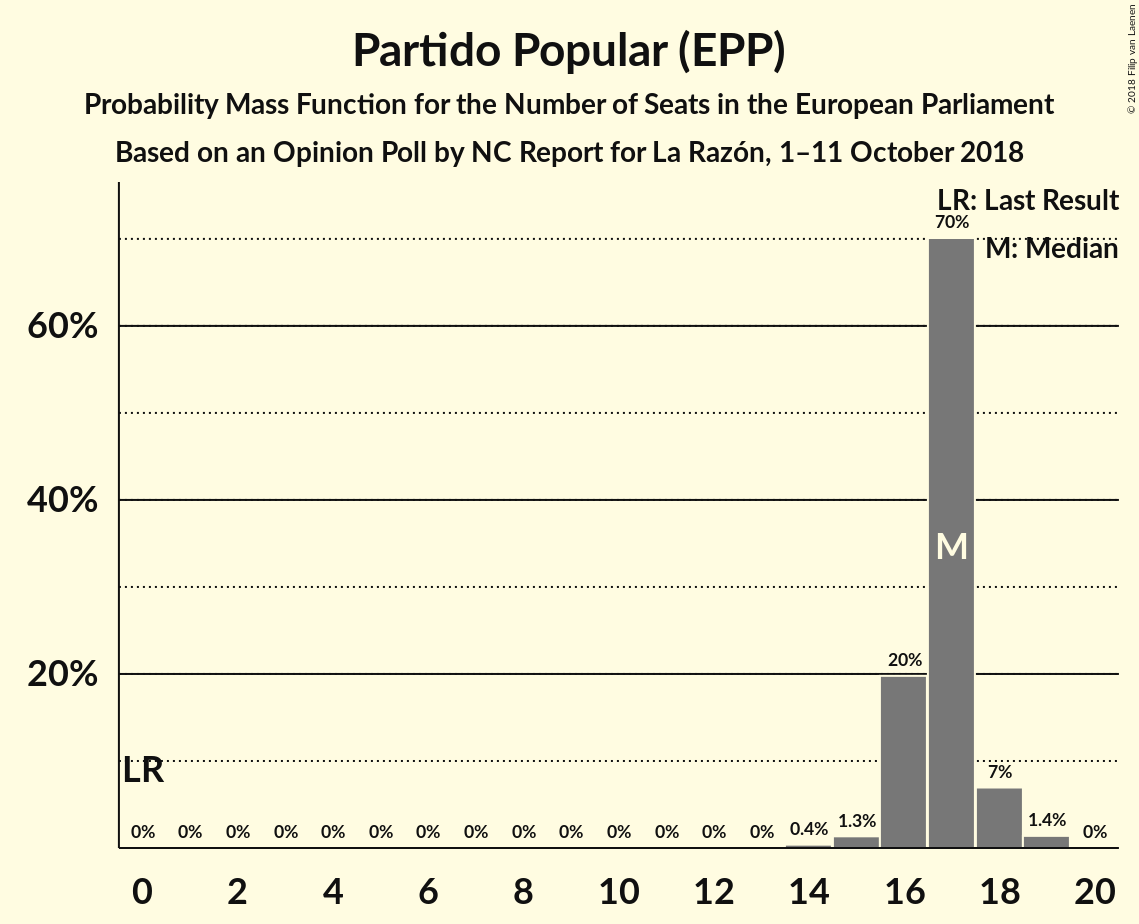 Partido Popular (EPP)
Probability Mass Function for the Number of Seats in the European Parliament
Based on an Opinion Poll by NC Report for La Razón, 1–11 October 2018
© 2018 Filip van Laenen
LR: Last Result
M: Median
70%
60%
40%
M
20%
20%
LR
7%
0% 0% 0% 0% 0% 0% 0% 0% 0% 0% 0% 0% 0% 0% 0.4% 1.3% 1.4% 0%
0 2 4 6 8 10 12 14 16 18 20